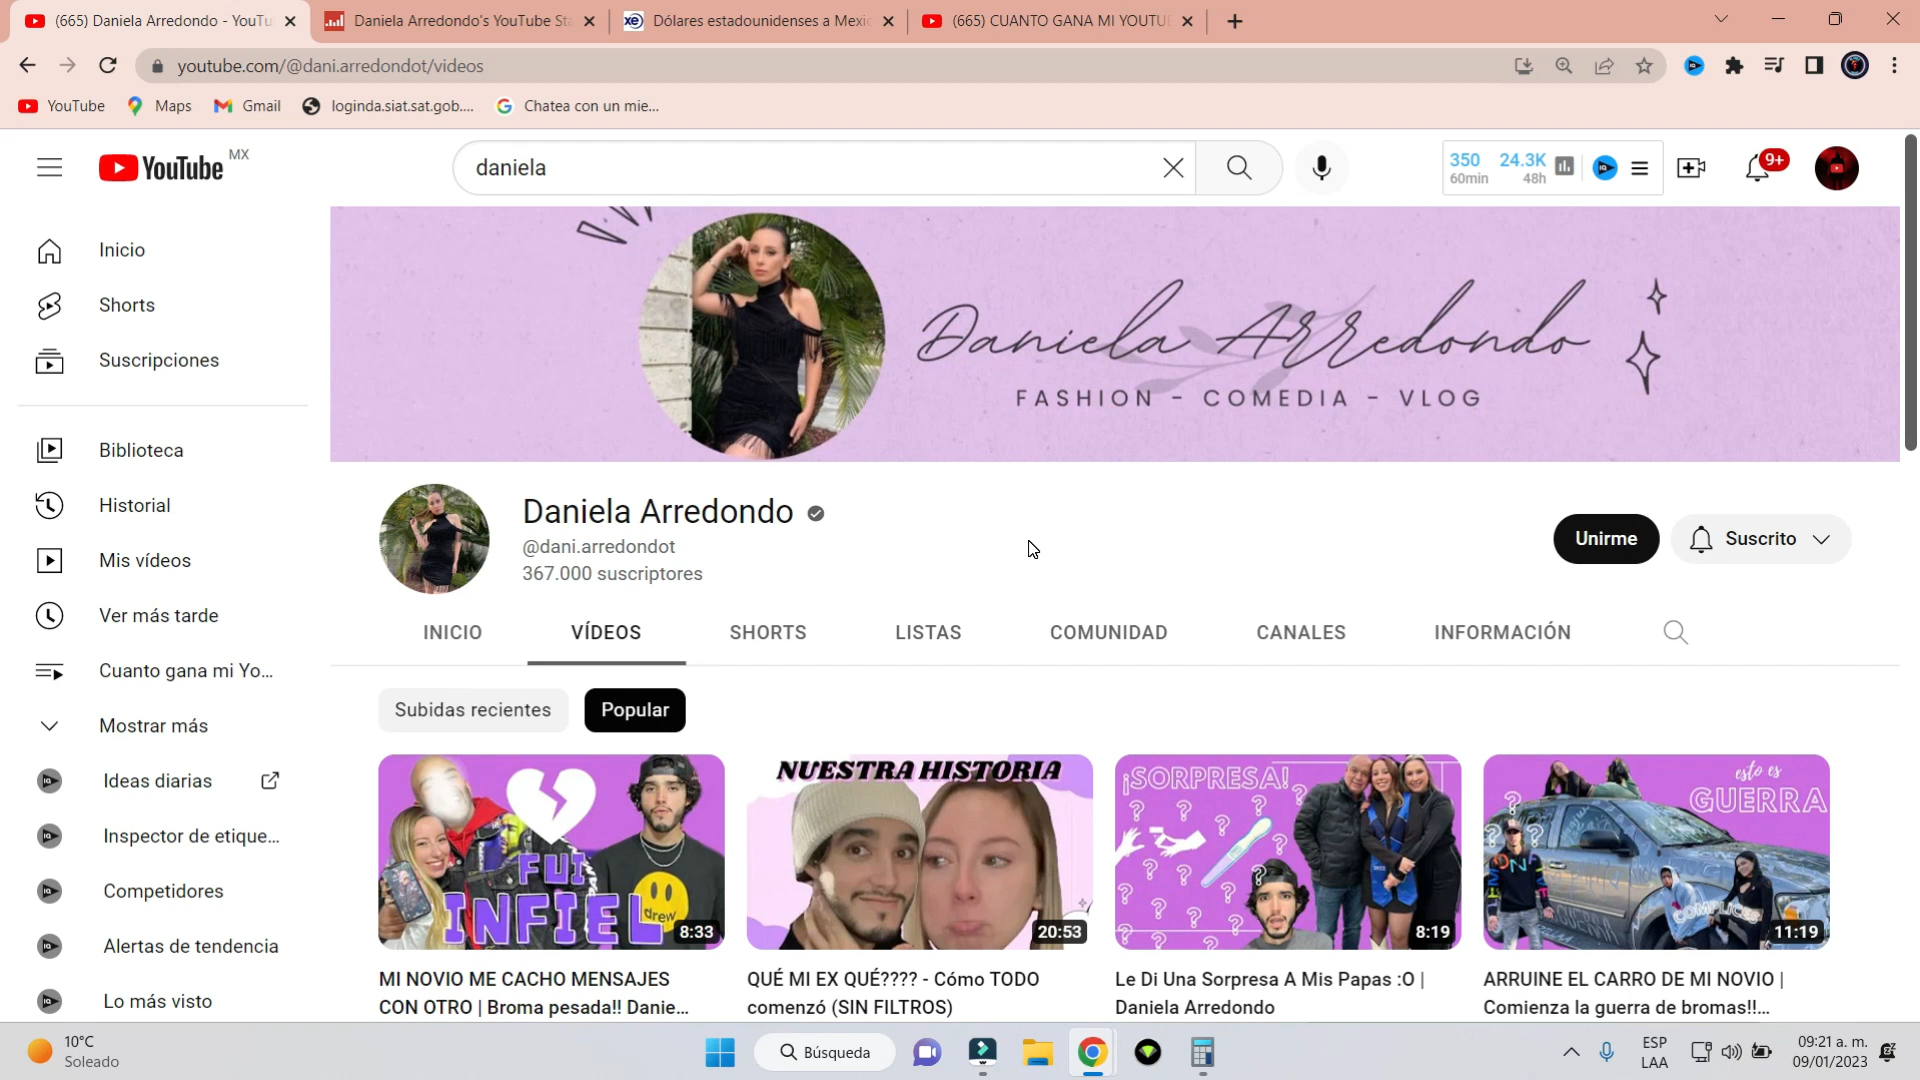 (665) Daniela Arredondo - YouTu
Daniela Arredondo's YouTube St
xe Dólares estadounidenses a Mexic
(665) CUANTO GANA MI YOUTUE
youtube.com/@dani.arredondot/videos
YouTube
Maps
Gmail
loginda.siat.sat.gob....
Chatea con un mie...
YouTube MX
daniela
350 60min
24.3K 48h
9+
Inicio
Shorts
Suscripciones
Biblioteca
Historial
Mis vídeos
Ver más tarde
Cuanto gana mi Yo...
Mostrar más
Ideas diarias
Inspector de etique...
Competidores
Alertas de tendencia
Lo más visto
Daniela Arredondo
FASHION - COMEDIA - VLOG
Daniela Arredondo
@dani.arredondot
367.000 suscriptores
Unirme
Suscrito
INICIO
VÍDEOS
SHORTS
LISTAS
COMUNIDAD
CANALES
INFORMACIÓN
Subidas recientes
Popular
FUI
INFIEL
drew
8:33
MI NOVIO ME CACHO MENSAJES
CON OTRO | Broma pesada!! Danie...
NUESTRA HISTORIA
20:53
QUÉ MI EX QUÉ???? - Cómo TODO
comenzó (SIN FILTROS)
¡SORPRESA!
8:19
Le Di Una Sorpresa A Mis Papas :O |
Daniela Arredondo
esto es
GUERRA
COMPLICES
11:19
ARRUINE EL CARRO DE MI NOVIO |
Comienza la guerra de bromas!!...
10°C
Soleado
Búsqueda
ESP
LAA
09:21 a. m.
09/01/2023